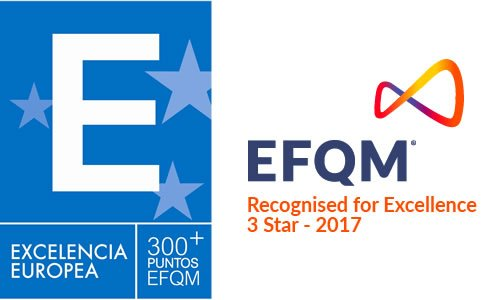 E
EXCELENCIA
EUROPEA
300+
PUNTOS
EFQM
EFQM®
Recognised for Excellence
3 Star - 2017